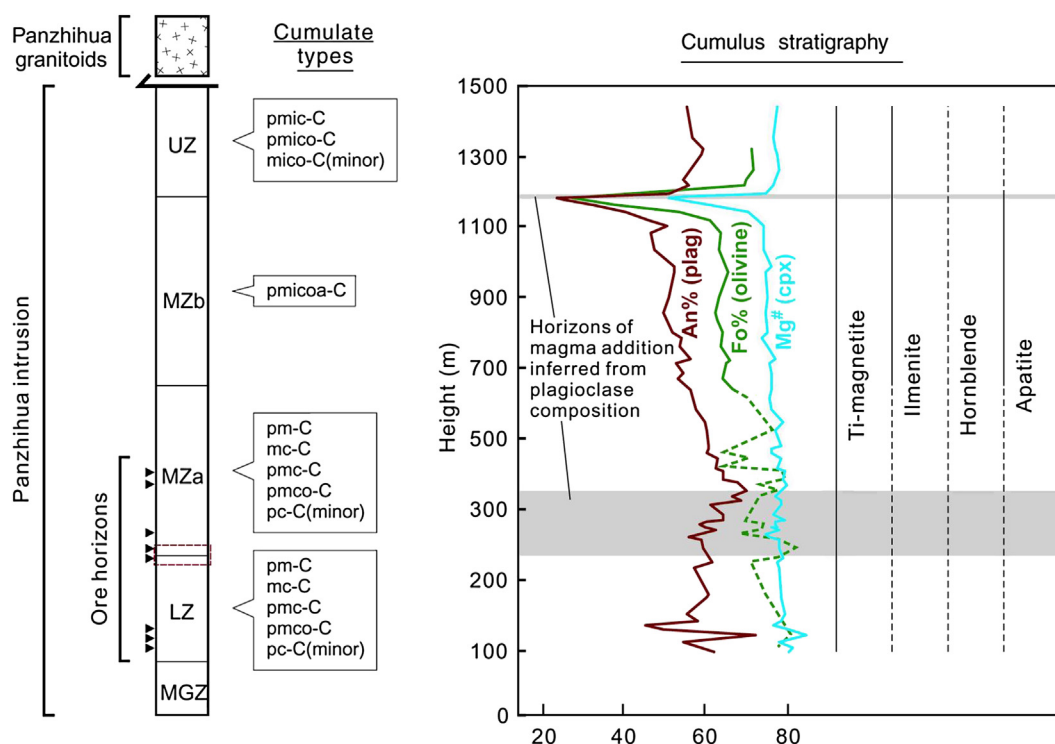 Panzhihua
granitoids
Cumulate
types
Cumulus stratigraphy
Panzhihua intrusion
Ore horizons
UZ
MZb
MZa
LZ
MGZ
pmic-C
pmico-C
mico-C(minor)
pmicoa-C
pm-C
mc-C
pmc-C
pmco-C
pc-C(minor)
pm-C
mc-C
pmc-C
pmco-C
pc-C(minor)
Height (m)
1500
1300
1100
900
700
500
300
200
100
0
20
40
60
80
Horizons of
magma addition
inferred from
plagioclase
composition
An% (plag)
Fo% (olivine)
Mg# (cpx)
Ti-magnetite
Ilmenite
Hornblende
Apatite